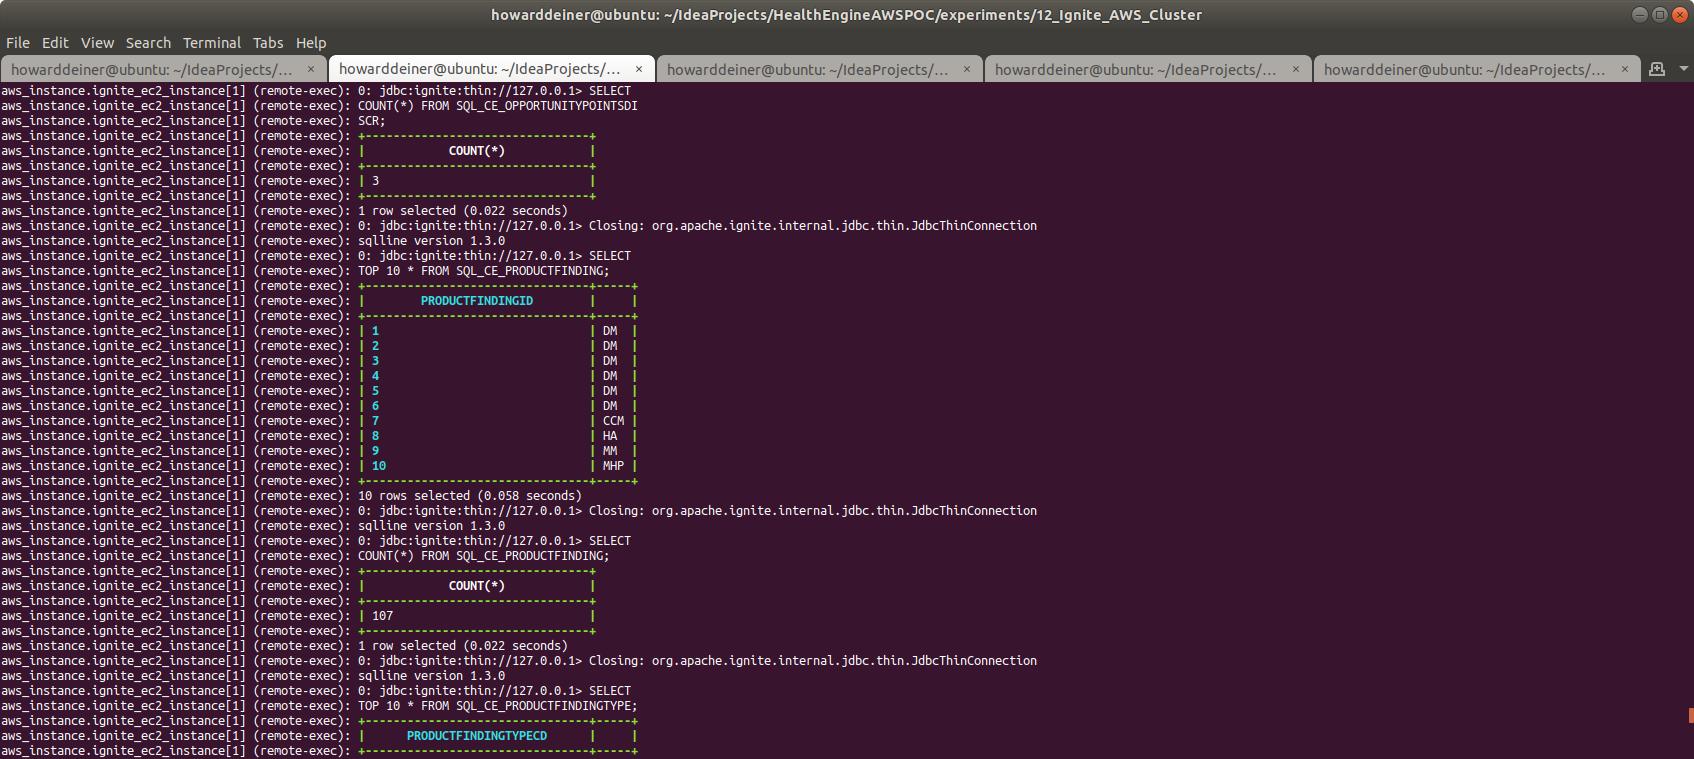 howarddeiner@ubuntu: ~/IdeaProjects/HealthEngineAWSPOC/experiments/12_Ignite_AWS_Cluster
File Edit View Search Terminal Tabs Help
howarddeiner@ubuntu: ~/IdeaProjects/... × howarddeiner@ubuntu: ~/IdeaProjects/... × howarddeiner@ubuntu: ~/IdeaProjects/... × howarddeiner@ubuntu: ~/IdeaProjects/... × howarddeiner@ubuntu: ~/IdeaProjects/... ×
aws_instance.ignite_ec2_instance[1] (remote-exec): 0: jdbc:ignite:thin://127.0.0.1> SELECT
aws_instance.ignite_ec2_instance[1] (remote-exec): COUNT(*) FROM SQL_CE_OPPORTUNITYPOINTSDI
aws_instance.ignite_ec2_instance[1] (remote-exec): SCR;
aws_instance.ignite_ec2_instance[1] (remote-exec): +--------------------------------+
aws_instance.ignite_ec2_instance[1] (remote-exec): |            COUNT(*)            |
aws_instance.ignite_ec2_instance[1] (remote-exec): +--------------------------------+
aws_instance.ignite_ec2_instance[1] (remote-exec): | 3                              |
aws_instance.ignite_ec2_instance[1] (remote-exec): +--------------------------------+
aws_instance.ignite_ec2_instance[1] (remote-exec): 1 row selected (0.022 seconds)
aws_instance.ignite_ec2_instance[1] (remote-exec): 0: jdbc:ignite:thin://127.0.0.1> Closing: org.apache.ignite.internal.jdbc.thin.JdbcThinConnection
aws_instance.ignite_ec2_instance[1] (remote-exec): sqlline version 1.3.0
aws_instance.ignite_ec2_instance[1] (remote-exec): 0: jdbc:ignite:thin://127.0.0.1> SELECT
aws_instance.ignite_ec2_instance[1] (remote-exec): TOP 10 * FROM SQL_CE_PRODUCTFINDING;
aws_instance.ignite_ec2_instance[1] (remote-exec): +--------------------------------+-----+
aws_instance.ignite_ec2_instance[1] (remote-exec): |        PRODUCTFINDINGID        |     |
aws_instance.ignite_ec2_instance[1] (remote-exec): +--------------------------------+-----+
aws_instance.ignite_ec2_instance[1] (remote-exec): | 1                              | DM  |
aws_instance.ignite_ec2_instance[1] (remote-exec): | 2                              | DM  |
aws_instance.ignite_ec2_instance[1] (remote-exec): | 3                              | DM  |
aws_instance.ignite_ec2_instance[1] (remote-exec): | 4                              | DM  |
aws_instance.ignite_ec2_instance[1] (remote-exec): | 5                              | DM  |
aws_instance.ignite_ec2_instance[1] (remote-exec): | 6                              | DM  |
aws_instance.ignite_ec2_instance[1] (remote-exec): | 7                              | CCM |
aws_instance.ignite_ec2_instance[1] (remote-exec): | 8                              | HA  |
aws_instance.ignite_ec2_instance[1] (remote-exec): | 9                              | MM  |
aws_instance.ignite_ec2_instance[1] (remote-exec): | 10                             | MHP |
aws_instance.ignite_ec2_instance[1] (remote-exec): +--------------------------------+-----+
aws_instance.ignite_ec2_instance[1] (remote-exec): 10 rows selected (0.058 seconds)
aws_instance.ignite_ec2_instance[1] (remote-exec): 0: jdbc:ignite:thin://127.0.0.1> Closing: org.apache.ignite.internal.jdbc.thin.JdbcThinConnection
aws_instance.ignite_ec2_instance[1] (remote-exec): sqlline version 1.3.0
aws_instance.ignite_ec2_instance[1] (remote-exec): 0: jdbc:ignite:thin://127.0.0.1> SELECT
aws_instance.ignite_ec2_instance[1] (remote-exec): COUNT(*) FROM SQL_CE_PRODUCTFINDING;
aws_instance.ignite_ec2_instance[1] (remote-exec): +--------------------------------+
aws_instance.ignite_ec2_instance[1] (remote-exec): |            COUNT(*)            |
aws_instance.ignite_ec2_instance[1] (remote-exec): +--------------------------------+
aws_instance.ignite_ec2_instance[1] (remote-exec): | 107                            |
aws_instance.ignite_ec2_instance[1] (remote-exec): +--------------------------------+
aws_instance.ignite_ec2_instance[1] (remote-exec): 1 row selected (0.022 seconds)
aws_instance.ignite_ec2_instance[1] (remote-exec): 0: jdbc:ignite:thin://127.0.0.1> Closing: org.apache.ignite.internal.jdbc.thin.JdbcThinConnection
aws_instance.ignite_ec2_instance[1] (remote-exec): sqlline version 1.3.0
aws_instance.ignite_ec2_instance[1] (remote-exec): 0: jdbc:ignite:thin://127.0.0.1> SELECT
aws_instance.ignite_ec2_instance[1] (remote-exec): TOP 10 * FROM SQL_CE_PRODUCTFINDINGTYPE;
aws_instance.ignite_ec2_instance[1] (remote-exec): +--------------------------------+-----+
aws_instance.ignite_ec2_instance[1] (remote-exec): |      PRODUCTFINDINGTYPECD      |     |
aws_instance.ignite_ec2_instance[1] (remote-exec): +--------------------------------+-----+